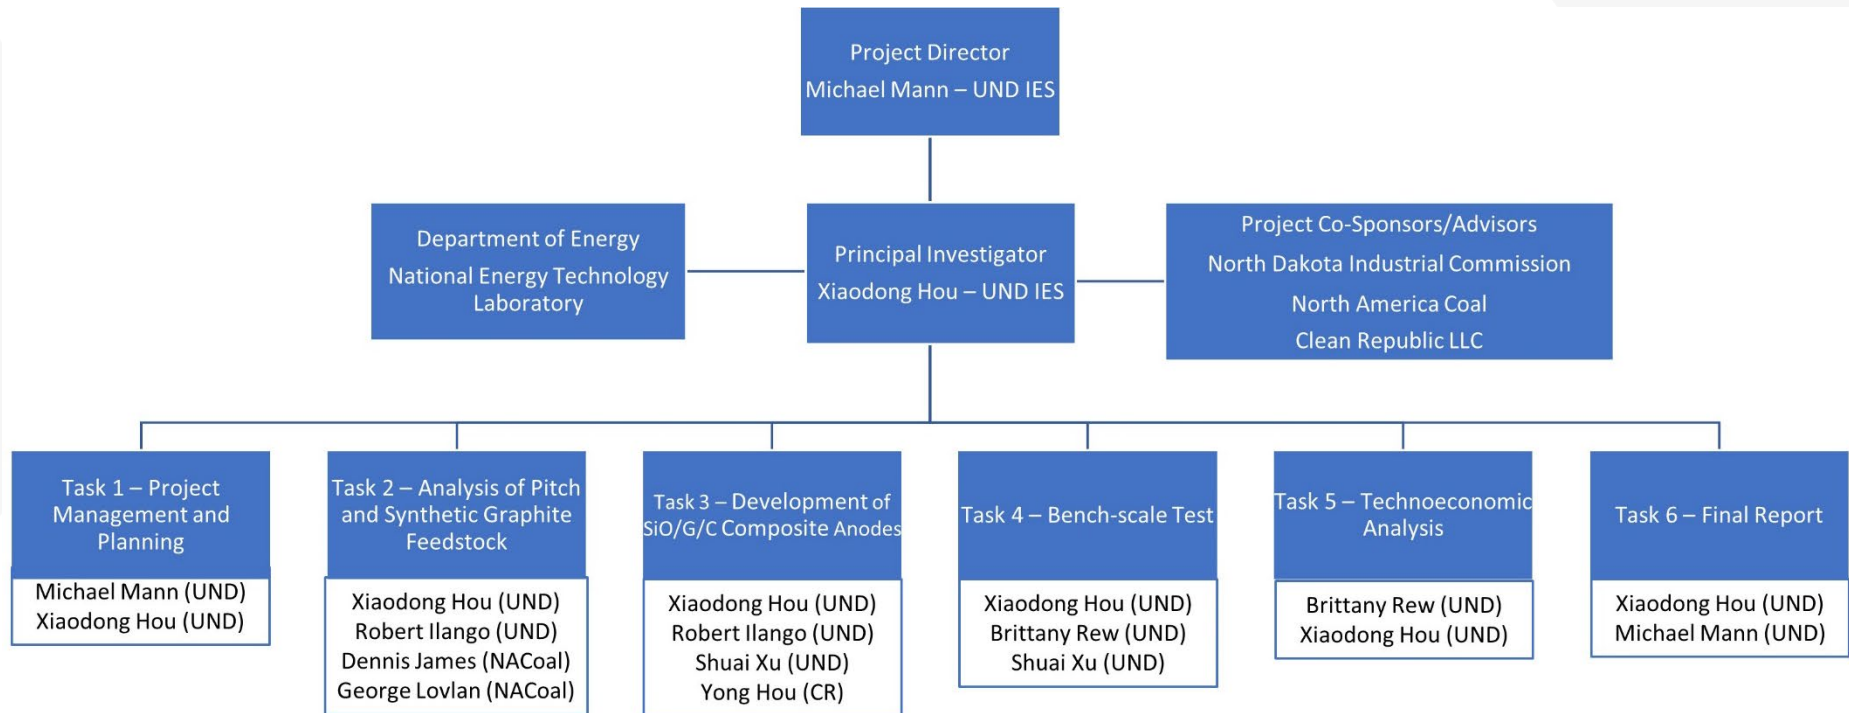 Project Director
Michael Mann – UND IES
Department of Energy
National Energy Technology
Laboratory
Principal Investigator
Xiaodong Hou – UND IES
Project Co-Sponsors/Advisors
North Dakota Industrial Commission
North America Coal
Clean Republic LLC
Task 1 – Project
Management and
Planning
Michael Mann (UND)
Xiaodong Hou (UND)
Task 2 – Analysis of Pitch
and Synthetic Graphite
Feedstock
Xiaodong Hou (UND)
Robert Ilango (UND)
Dennis James (NACoal)
George Lovlan (NACoal)
Task 3 – Development of
SiO/G/C Composite Anodes
Xiaodong Hou (UND)
Robert Ilango (UND)
Shuai Xu (UND)
Yong Hou (CR)
Task 4 – Bench-scale Test
Xiaodong Hou (UND)
Brittany Rew (UND)
Shuai Xu (UND)
Task 5 – Technoeconomic
Analysis
Brittany Rew (UND)
Xiaodong Hou (UND)
Task 6 – Final Report
Xiaodong Hou (UND)
Michael Mann (UND)